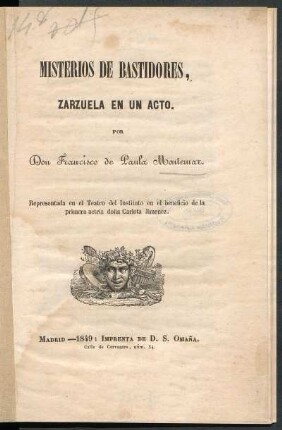 MISTERIOS DE BASTIDORES,
ZARZUELA EN UN ACTO.
POR
Don Francisco de Paula Montemar.
Representada en el Teatro del Instituto en el beneficio de la
primera actriz doña Carlota Jimenez.
MADRID —1849: IMPRENTA DE D. S. OMAÑA.
Calle de Cervantes, núm. 34.